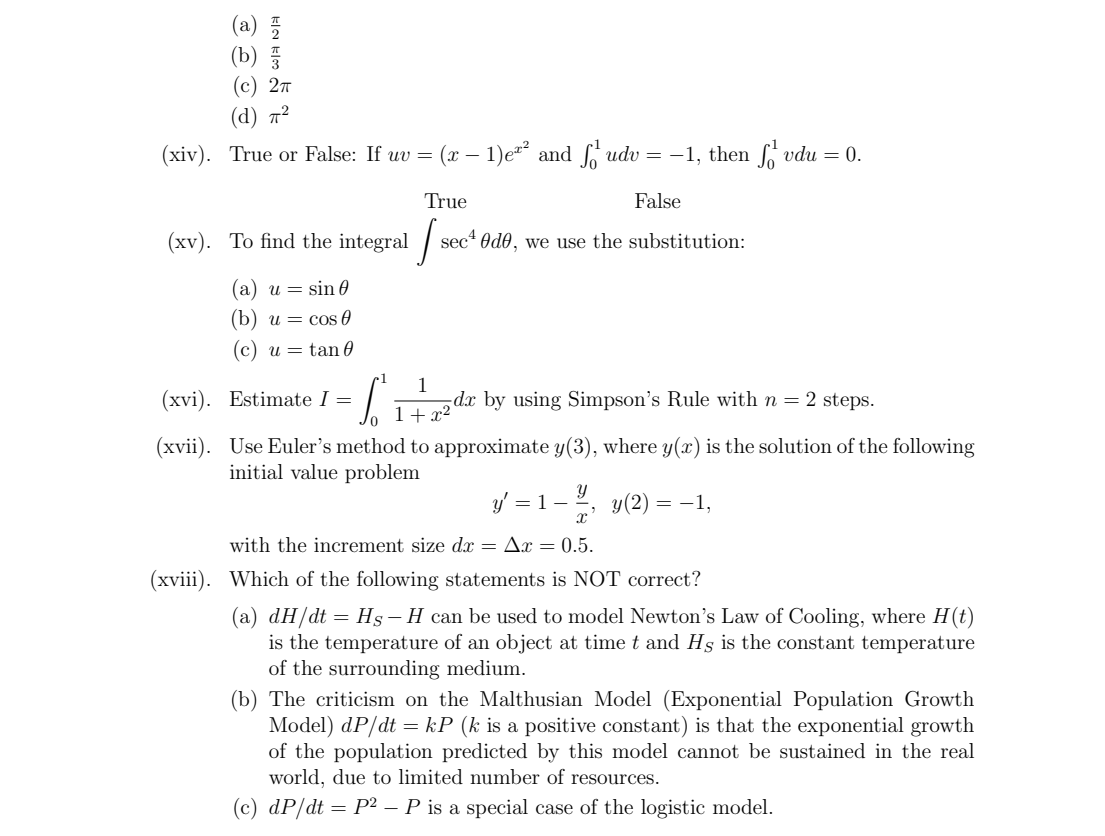 (a) π/2
(b) π/3
(c) 2π
(d) π²
(xiv). True or False: If uv = (x − 1)e^{x²} and ∫₀¹ udv = −1, then ∫₀¹ vdu = 0.
True False
(xv). To find the integral ∫ sec⁴ θdθ, we use the substitution:
(a) u = sin θ
(b) u = cos θ
(c) u = tan θ
(xvi). Estimate I = ∫₀¹ 1/(1 + x²) dx by using Simpson's Rule with n = 2 steps.
(xvii). Use Euler's method to approximate y(3), where y(x) is the solution of the following
initial value problem
y′ = 1 − y/x, y(2) = −1,
with the increment size dx = Δx = 0.5.
(xviii). Which of the following statements is NOT correct?
(a) dH/dt = H_S − H can be used to model Newton's Law of Cooling, where H(t)
is the temperature of an object at time t and H_S is the constant temperature
of the surrounding medium.
(b) The criticism on the Malthusian Model (Exponential Population Growth
Model) dP/dt = kP (k is a positive constant) is that the exponential growth
of the population predicted by this model cannot be sustained in the real
world, due to limited number of resources.
(c) dP/dt = P² − P is a special case of the logistic model.